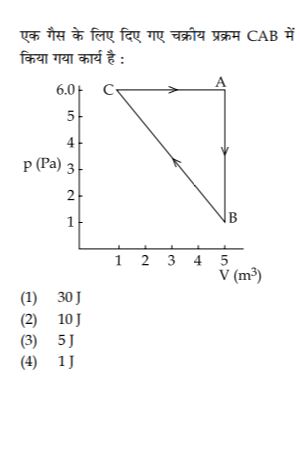 एक गैस के लिए दिए गए चक्रीय प्रक्रम CAB में
किया गया कार्य है :
6.0 C A
5
4
p (Pa) 3
2
1 B
1 2 3 4 5
V (m³)
(1) 30 J
(2) 10 J
(3) 5 J
(4) 1 J